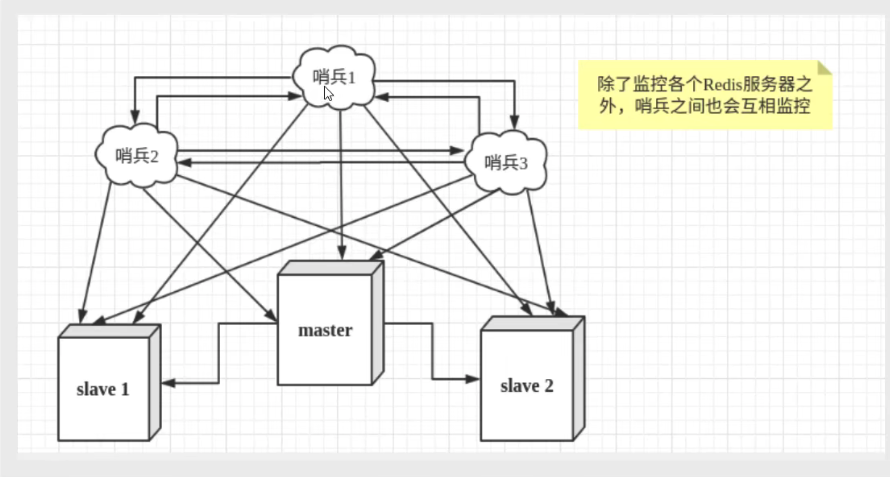 哨兵1
除了监控各个Redis服务器之
外，哨兵之间也会互相监控
哨兵2
哨兵3
master
slave 1
slave 2